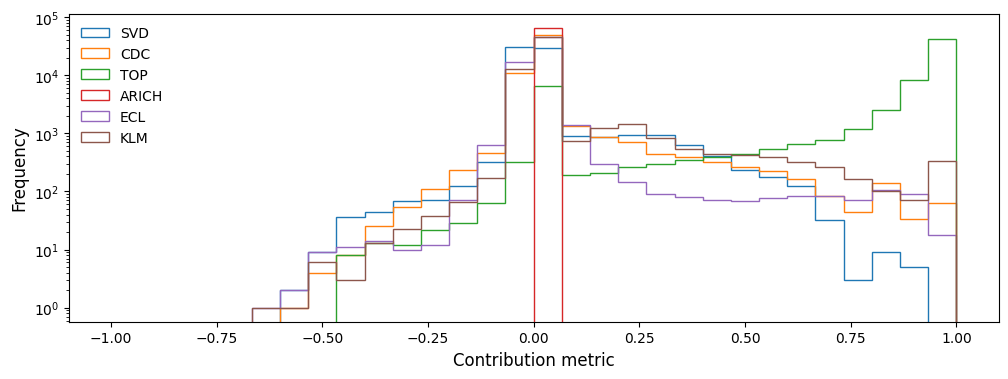 SVD
CDC
TOP
ARICH
ECL
KLM
Frequency
10⁵
10⁴
10³
10²
10¹
10⁰
−1.00 −0.75 −0.50 −0.25 0.00 0.25 0.50 0.75 1.00
Contribution metric